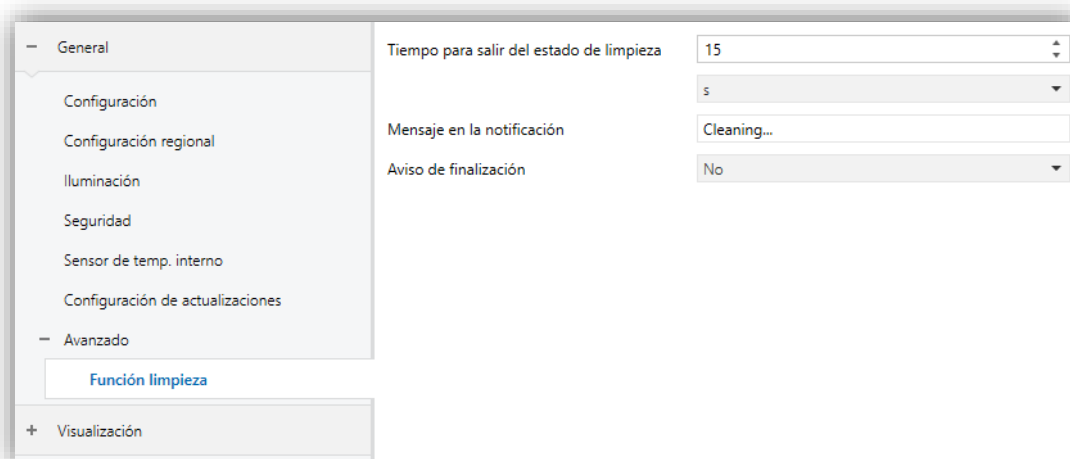 General
Configuración
Configuración regional
Iluminación
Seguridad
Sensor de temp. interno
Configuración de actualizaciones
Avanzado
Función limpieza
Visualización
Tiempo para salir del estado de limpieza 15
s
Mensaje en la notificación Cleaning...
Aviso de finalización No